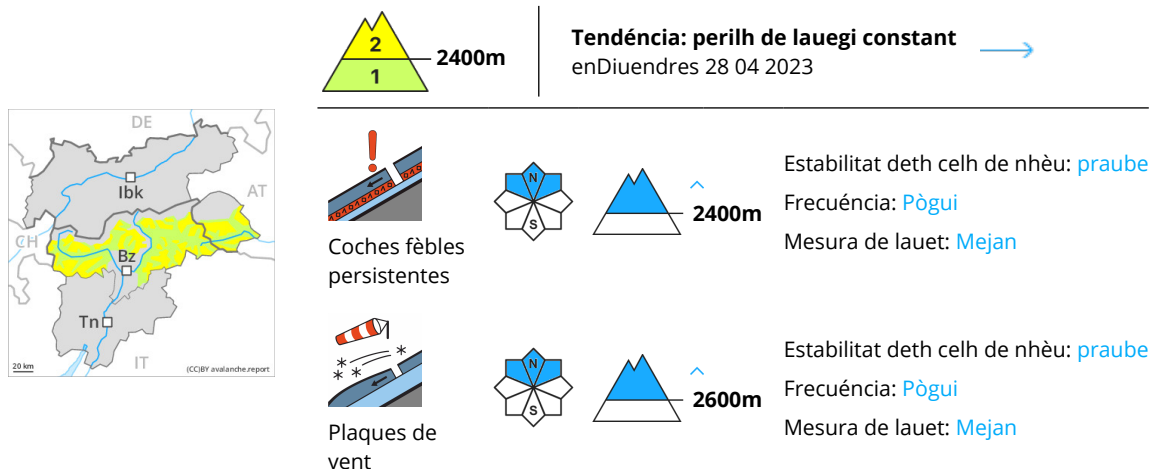 2
1
2400m
Tendéncia: perilh de lauegi constant
enDiuendres 28 04 2023
DE
Ibk
AT
CH
Bz
Tn
IT
20 km
(CC)BY avalanche.report
Coches fèbles
persistentes
N
S
2400m
Estabilitat deth celh de nhèu: praube
Frecuéncia: Pògui
Mesura de lauet: Mejan
Plaques de
vent
N
S
2600m
Estabilitat deth celh de nhèu: praube
Frecuéncia: Pògui
Mesura de lauet: Mejan